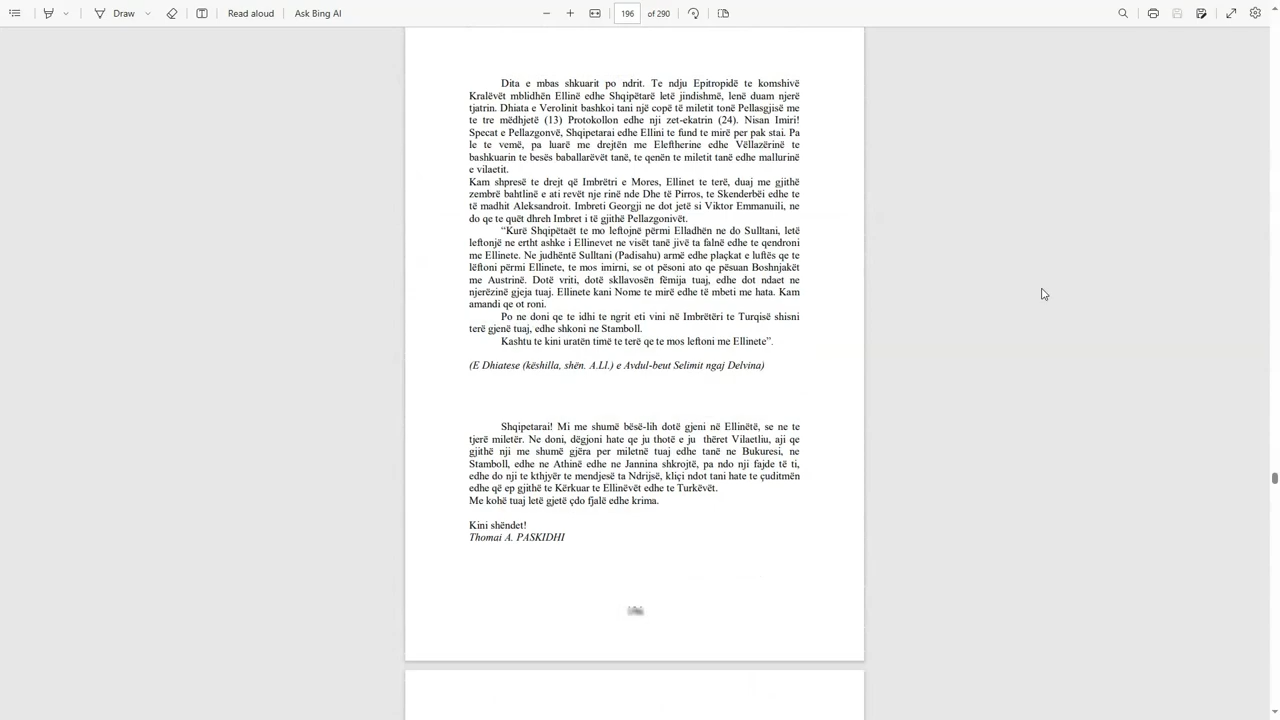 Draw
Read aloud
Ask Bing AI
196
of 290
Dita e mbas shkuarit po ndrit. Te ndju Epitropidë te komshivë
Kralëvët mblidhën Ellinë edhe Shqipëtarë letë jindishmë, lenë duam njerë
tjatrin. Dhiata e Verolinit bashkoi tani një copë të miletit tonë Pellasgjisë me
te tre mëdhjetë (13) Protokollon edhe nji zet-ekatrin (24). Nisan Imiri!
Specat e Pellazgonvë, Shqipetarai edhe Ellini te fund te mirë per pak stai. Pa
le te vemë, pa luarë me drejtën me Eleftherine edhe Vëllazërinë te
bashkuarin te besës baballarëvët tanë, te qenën te miletit tanë edhe mallurinë
e vilaetit.
Kam shpresë te drejt që Imbrëtri e Mores, Ellinet te terë, duaj me gjithë
zembrë bahtlinë e ati revët nje rinë nde Dhe të Pirros, te Skenderbëi edhe te
të madhit Aleksandroit. Imbreti Georgji ne dot jetë si Viktor Emmanuili, ne
do qe te quët dhreh Imbret i të gjithë Pellazgonivët.
“Kurë Shqipëtaët te mo leftojnë përmi Elladhën ne do Sulltani, letë
leftonjë ne ertht ashke i Ellinevet ne visët tanë jivë ta falnë edhe te qendroni
me Ellinete. Ne judhëntë Sulltani (Padisahu) armë edhe plaçkat e luftës qe te
lëftoni përmi Ellinete, te mos imirni, se ot pësoni ato qe pësuan Boshnjakët
me Austrinë. Dotë vriti, dotë skllavosën fëmija tuaj, edhe dot ndaet ne
njerëzinë gjeja tuaj. Ellinete kani Nome te mirë edhe të mbeti me hata. Kam
amandi qe ot roni.
Po ne doni qe te idhi te ngrit eti vini në Imbrëtëri te Turqisë shisni
terë gjenë tuaj, edhe shkoni ne Stamboll.
Kashtu te kini uratën timë te terë qe te mos leftoni me Ellinete”.
(E Dhiatese (këshilla, shën. A.Ll.) e Avdul-beut Selimit ngaj Delvina)
Shqipetarai! Mi me shumë bësë-lih dotë gjeni në Ellinëtë, se ne te
tjerë miletër. Ne doni, dëgjoni hate qe ju thotë e ju thëret Vilaetliu, aji qe
gjithë nji me shumë gjëra per miletnë tuaj edhe tanë ne Bukuresi, ne
Stamboll, edhe ne Athinë edhe ne Jannina shkrojtë, pa ndo nji fajde të ti,
edhe do nji te kthjyër te mendjesë ta Ndrijsë, kliçi ndot tani hate te çuditmën
edhe që ep gjithë te Kërkuar te Ellinëvët edhe te Turkëvët.
Me kohë tuaj letë gjetë çdo fjalë edhe krima.
Kini shëndet!
Thomai A. PASKIDHI